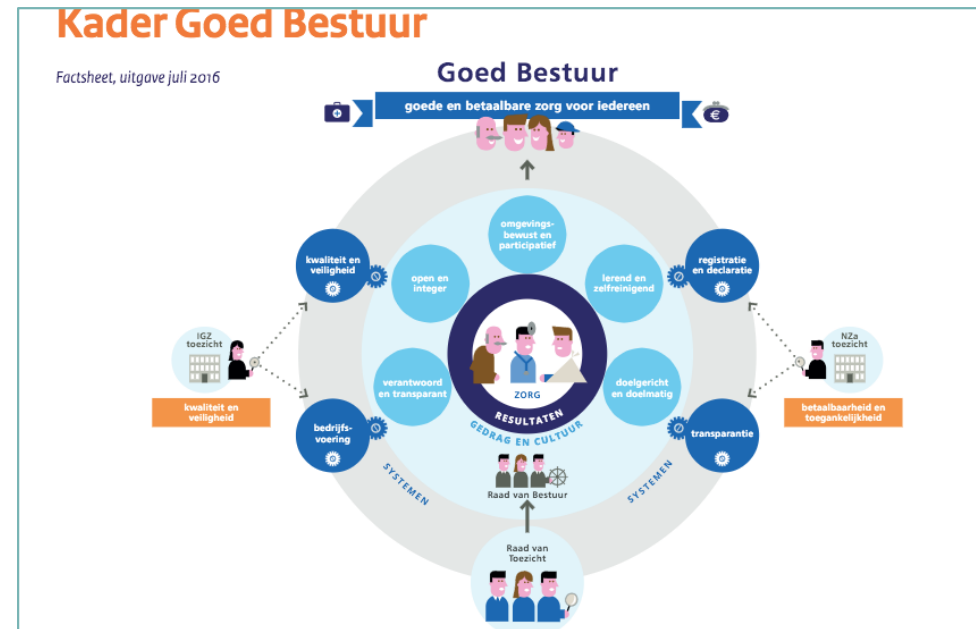 Kader Goed Bestuur
Factsheet, uitgave juli 2016
Goed Bestuur
goede en betaalbare zorg voor iedereen
€
omgevings-
bewust en
participatief
kwaliteit en
veiligheid
open en
integer
lerend en
zelfreinigend
registratie
en declaratie
IGZ
toezicht
NZa
toezicht
verantwoord
en transparant
ZORG
doelgericht
en doelmatig
kwaliteit en
veiligheid
betaalbaarheid en
toegankelijkheid
RESULTATEN
GEDRAG EN CULTUUR
bedrijfs-
voering
transparantie
SYSTEMEN
SYSTEMEN
Raad van Bestuur
Raad van
Toezicht